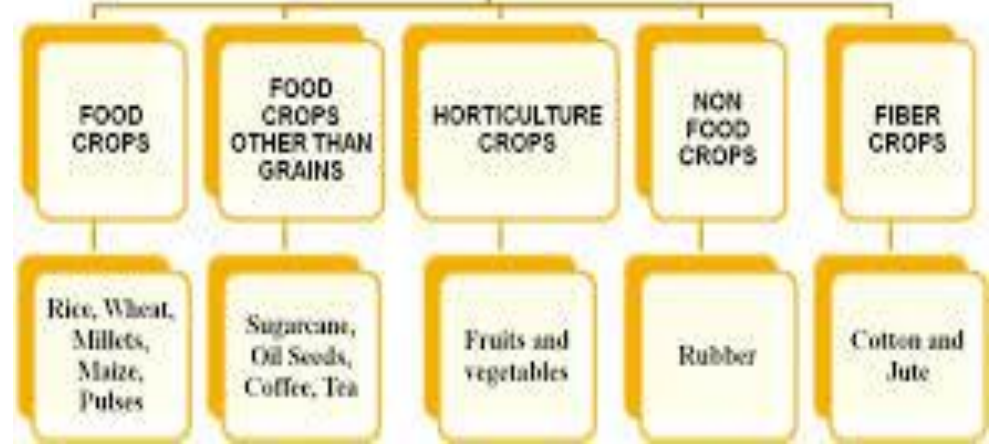 FOOD
CROPS
FOOD
CROPS
OTHER THAN
GRAINS
HORTICULTURE
CROPS
NON
FOOD
CROPS
FIBER
CROPS
Rice, Wheat,
Millets,
Maize,
Pulses
Sugarcane,
Oil Seeds,
Coffee, Tea
Fruits and
vegetables
Rubber
Cotton and
Jute